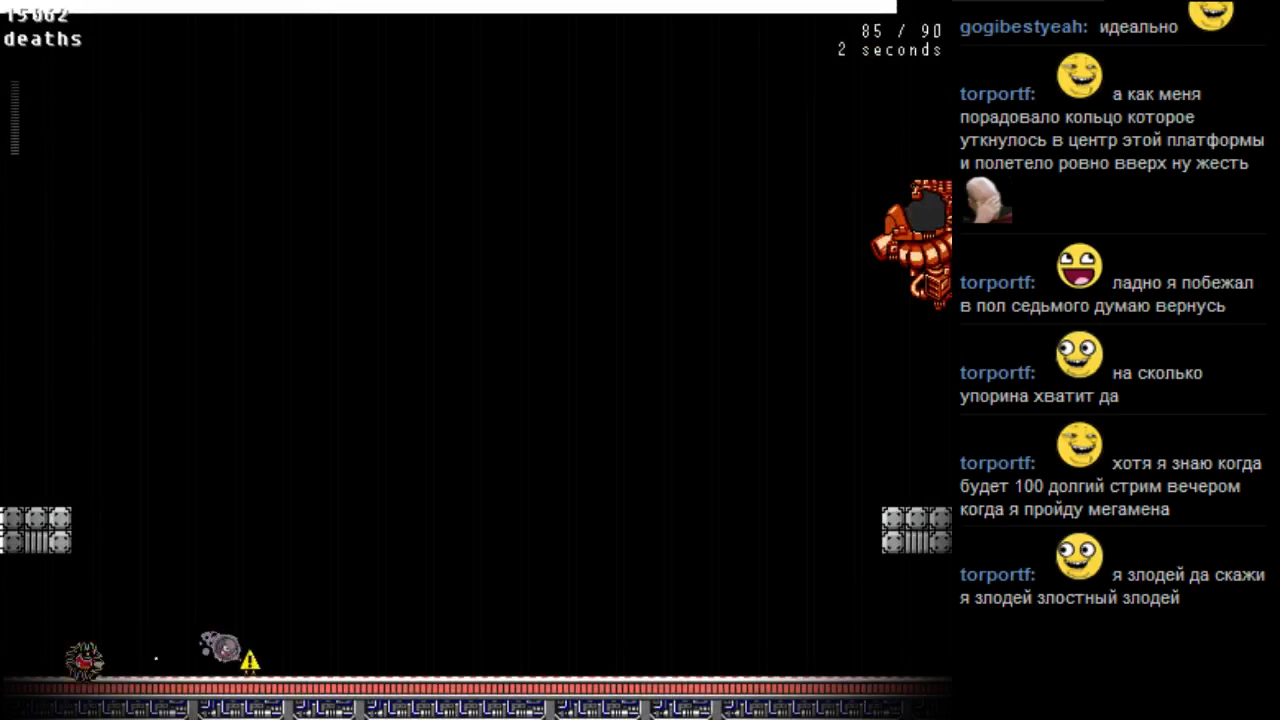 15062
deaths
85 / 90
2 seconds
gogibestyeah: идеально
torportf: а как меня
порадовало кольцо которое
уткнулось в центр этой платформы
и полетело ровно вверх ну жесть
torportf: ладно я побежал
в пол седьмого думаю вернусь
torportf: на сколько
упорина хватит да
torportf: хотя я знаю когда
будет 100 долгий стрим вечером
когда я пройду мегамена
torportf: я злодей да скажи
я злодей злостный злодей